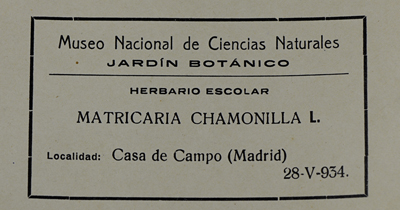 Museo Nacional de Ciencias Naturales
JARDÍN BOTÁNICO
HERBARIO ESCOLAR
MATRICARIA CHAMONILLA L.
Localidad: Casa de Campo (Madrid)
28-V-934.